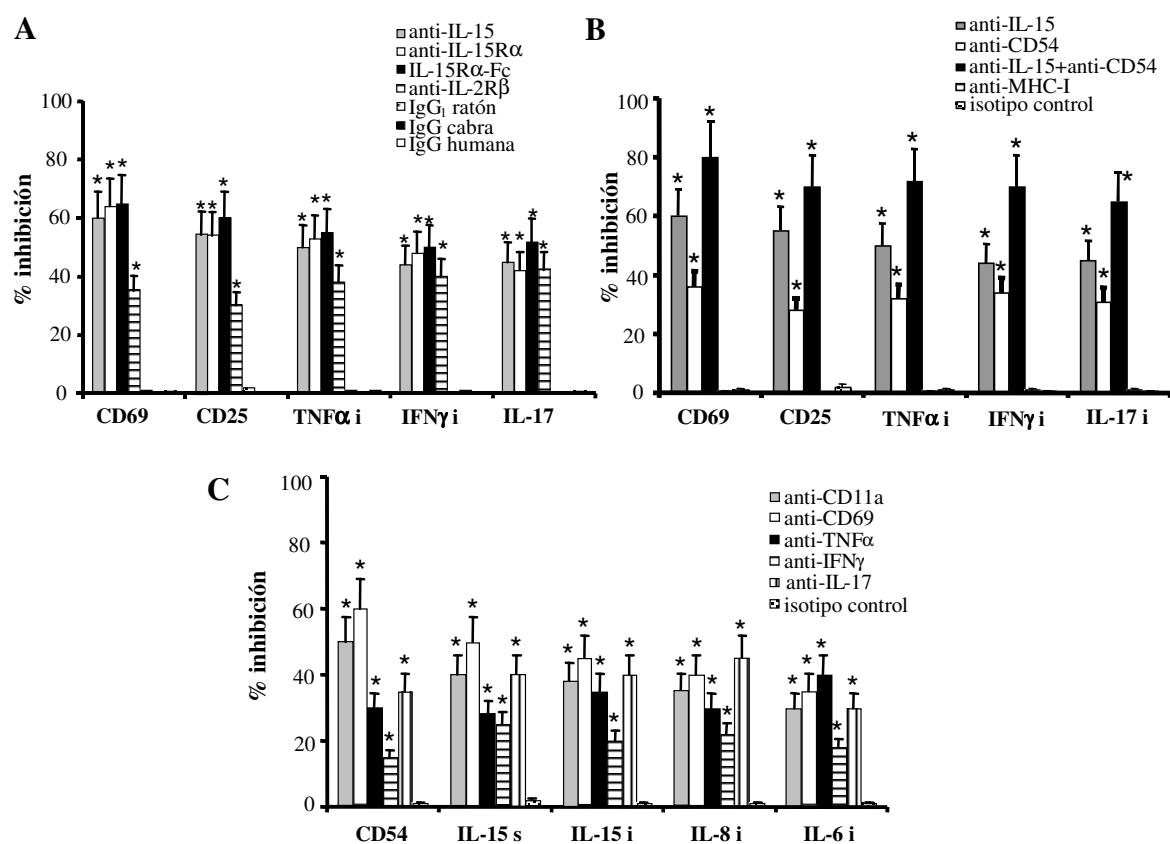 A
anti-IL-15
anti-IL-15Rα
IL-15Rα-Fc
anti-IL-2Rβ
IgG1 ratón
IgG cabra
IgG humana
% inhibición
100
80
60
40
20
0
* * * *
* * * *
* * * *
* * * *
* * * *
CD69 CD25 TNFα i IFNγ i IL-17
B
anti-IL-15
anti-CD54
anti-IL-15+anti-CD54
anti-MHC-I
isotipo control
% inhibición
100
80
60
40
20
0
* * *
* * *
* * *
* * *
* * *
CD69 CD25 TNFα i IFNγ i IL-17 i
C
anti-CD11a
anti-CD69
anti-TNFα
anti-IFNγ
anti-IL-17
isotipo control
% inhibición
100
80
60
40
20
0
* * * * *
* * * * *
* * * * *
* * * * *
* * * * *
CD54 IL-15 s IL-15 i IL-8 i IL-6 i